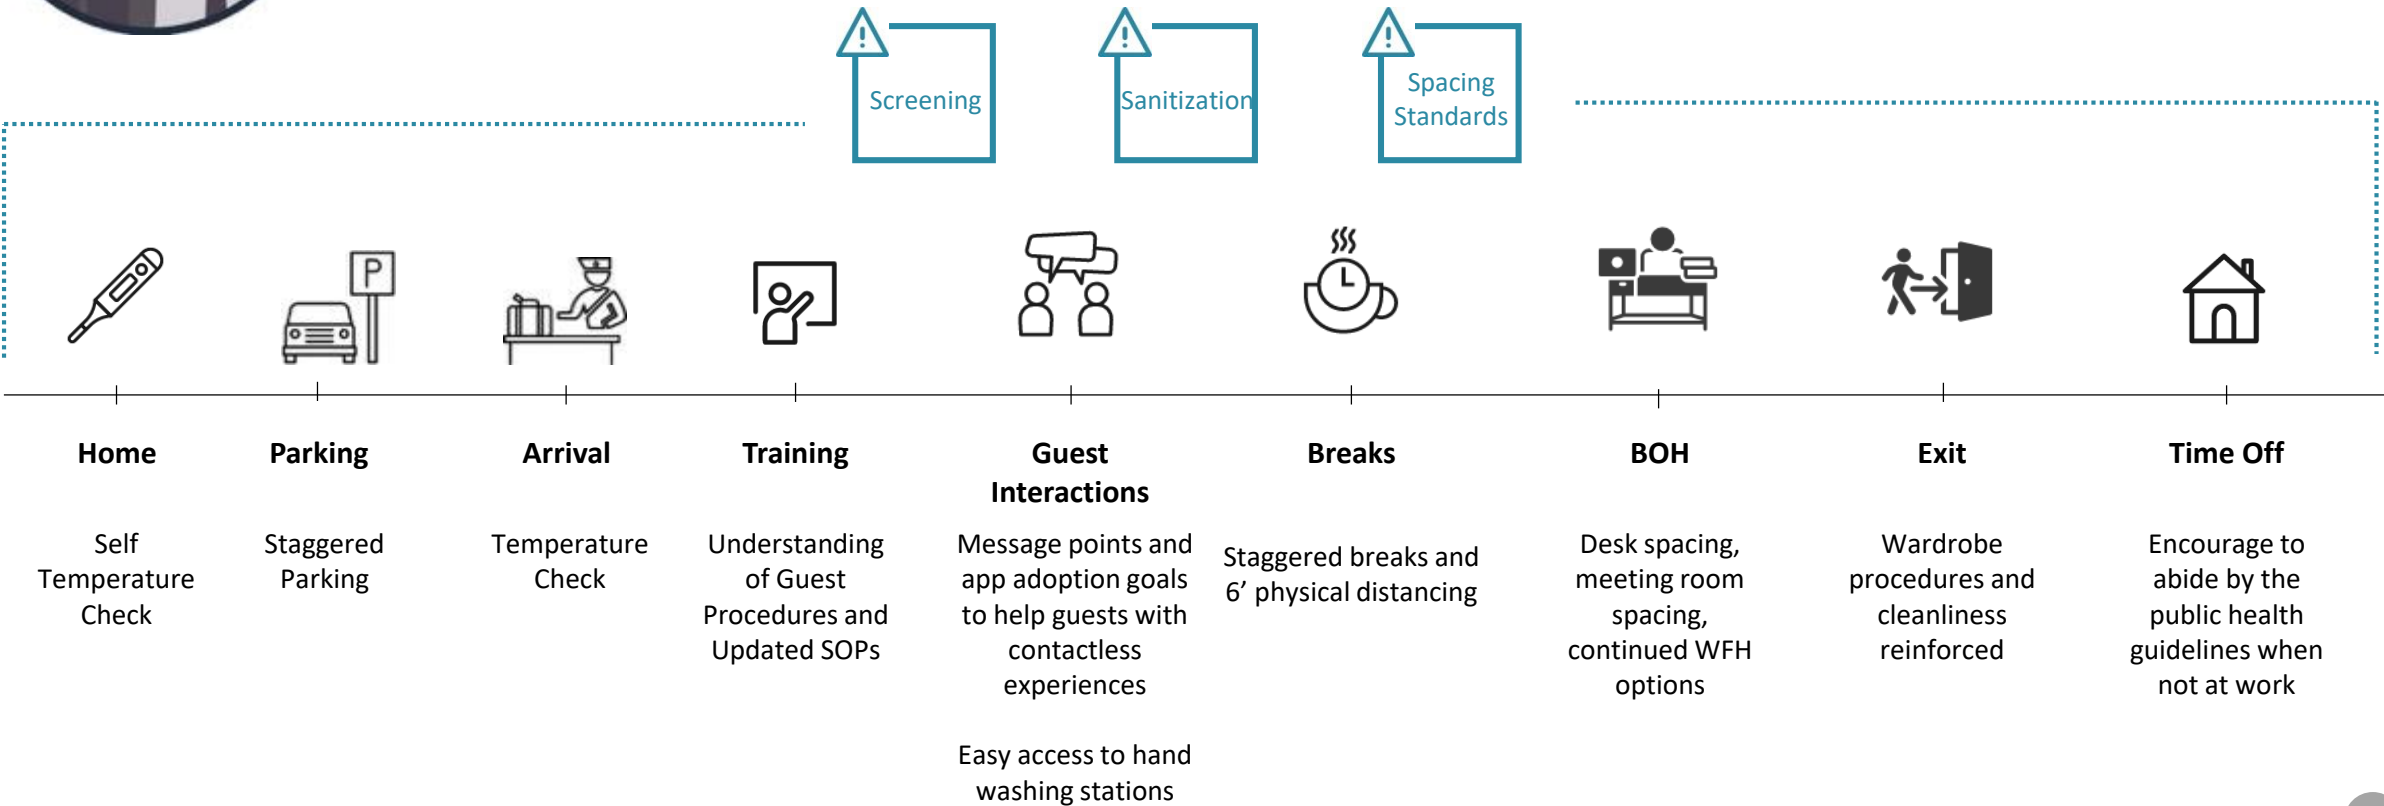 Screening
Sanitization
Spacing
Standards
P
Home
Self
Temperature
Check
Parking
Staggered
Parking
Arrival
Temperature
Check
Training
Understanding
of Guest
Procedures and
Updated SOPs
Guest
Interactions
Message points and
app adoption goals
to help guests with
contactless
experiences
Easy access to hand
washing stations
Breaks
Staggered breaks and
6’ physical distancing
BOH
Desk spacing,
meeting room
spacing,
continued WFH
options
Exit
Wardrobe
procedures and
cleanliness
reinforced
Time Off
Encourage to
abide by the
public health
guidelines when
not at work